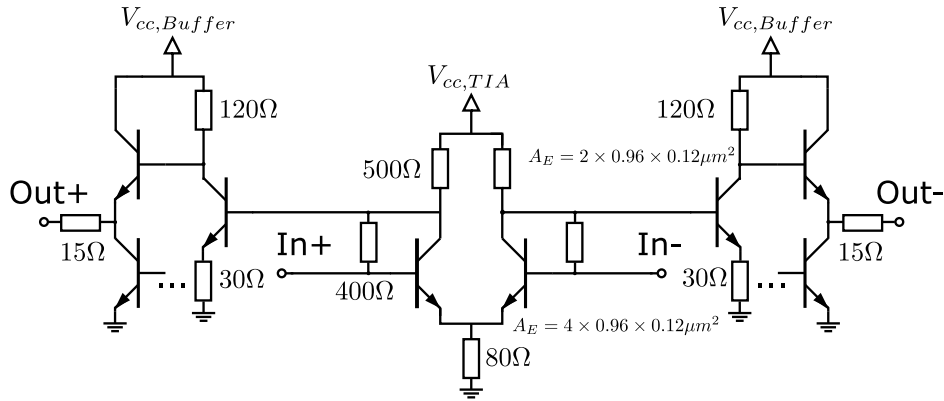 V_{cc,Buffer}
V_{cc,Buffer}
V_{cc,TIA}
120Ω
120Ω
500Ω
A_E = 2 × 0.96 × 0.12μm²
Out+
Out-
15Ω
In+
In-
15Ω
30Ω
400Ω
30Ω
...
...
A_E = 4 × 0.96 × 0.12μm²
80Ω